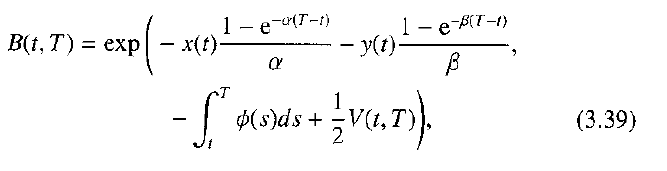 B(t, T) = exp( - x(t) (1 - e^{-α(T-t)})/α - y(t) (1 - e^{-β(T-t)})/β ,
- ∫_t^T φ(s)ds + 1/2 V(t, T) ), (3.39)